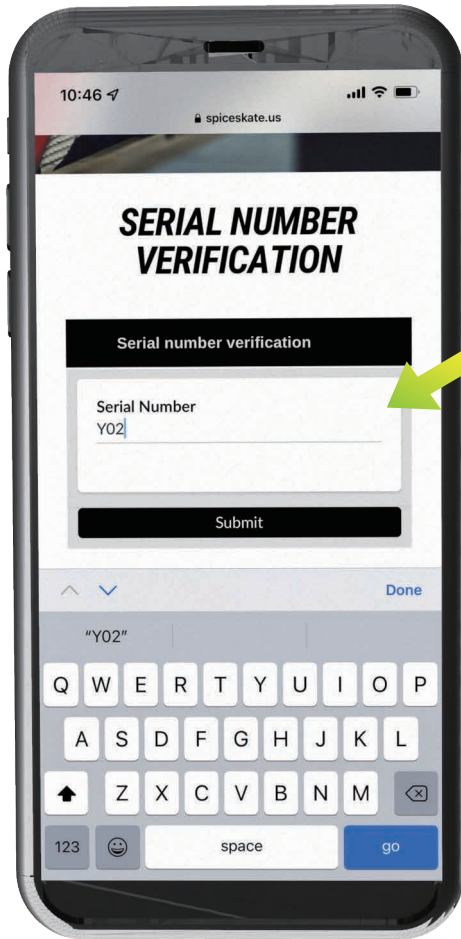 10:46
spiceskate.us
SERIAL NUMBER
VERIFICATION
Serial number verification
Serial Number
Y02
Submit
Done
"Y02"
Q W E R T Y U I O P
A S D F G H J K L
Z X C V B N M
123 space go